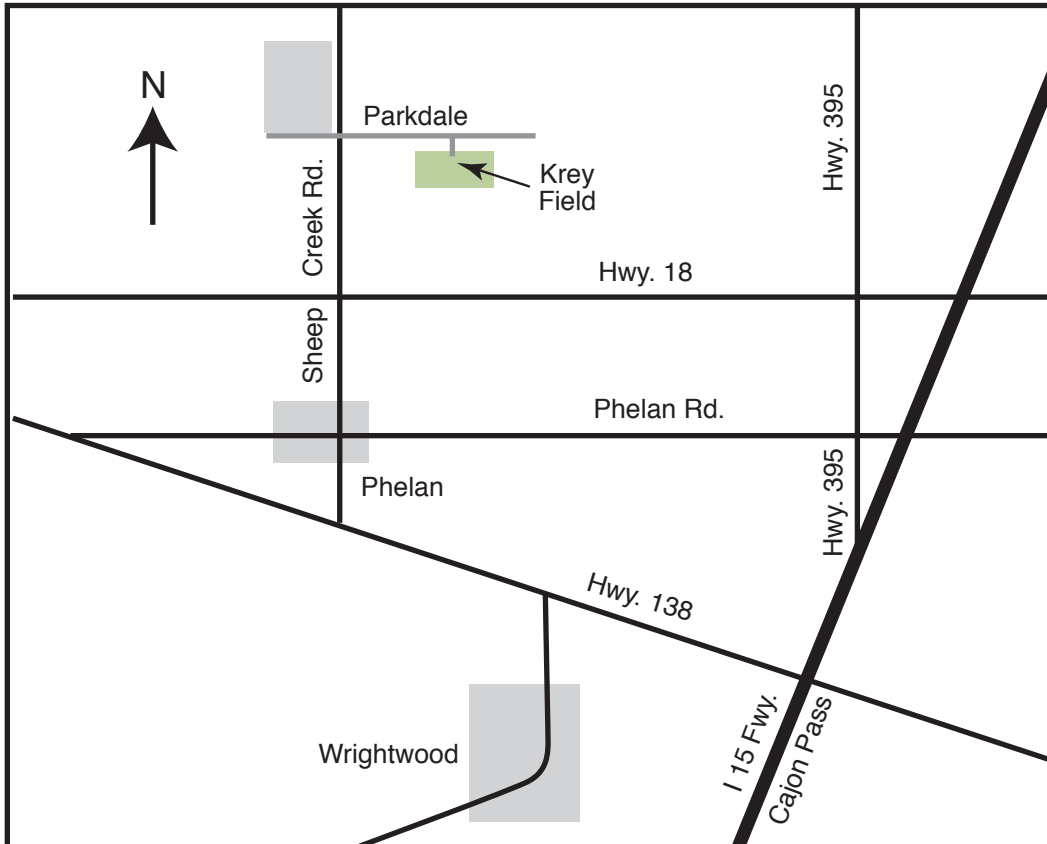 N
Parkdale
Krey
Field
Hwy. 395
Sheep Creek Rd.
Hwy. 18
Phelan Rd.
Phelan
Hwy. 395
Hwy. 138
Wrightwood
I 15 Fwy.
Cajon Pass